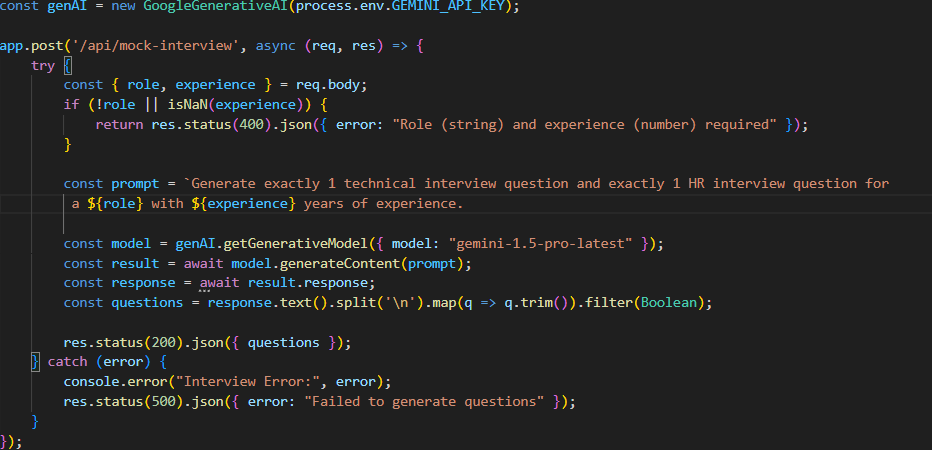 const genAI = new GoogleGenerativeAI(process.env.GEMINI_API_KEY);
app.post('/api/mock-interview', async (req, res) => {
try {
const { role, experience } = req.body;
if (!role || isNaN(experience)) {
return res.status(400).json({ error: "Role (string) and experience (number) required" });
}
const prompt = `Generate exactly 1 technical interview question and exactly 1 HR interview question for
a ${role} with ${experience} years of experience.
const model = genAI.getGenerativeModel({ model: "gemini-1.5-pro-latest" });
const result = await model.generateContent(prompt);
const response = await result.response;
const questions = response.text().split('\n').map(q => q.trim()).filter(Boolean);
res.status(200).json({ questions });
} catch (error) {
console.error("Interview Error:", error);
res.status(500).json({ error: "Failed to generate questions" });
}
});